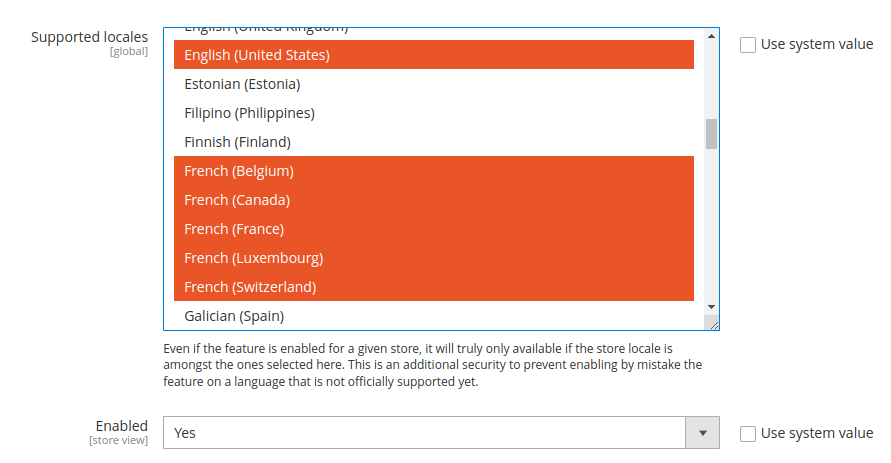 English (United Kingdom)
Supported locales
[global]
Use system value
English (United States)
Estonian (Estonia)
Filipino (Philippines)
Finnish (Finland)
French (Belgium)
French (Canada)
French (France)
French (Luxembourg)
French (Switzerland)
Galician (Spain)
Even if the feature is enabled for a given store, it will truly only available if the store locale is
amongst the ones selected here. This is an additional security to prevent enabling by mistake the
feature on a language that is not officially supported yet.
Enabled
[store view]
Yes
Use system value